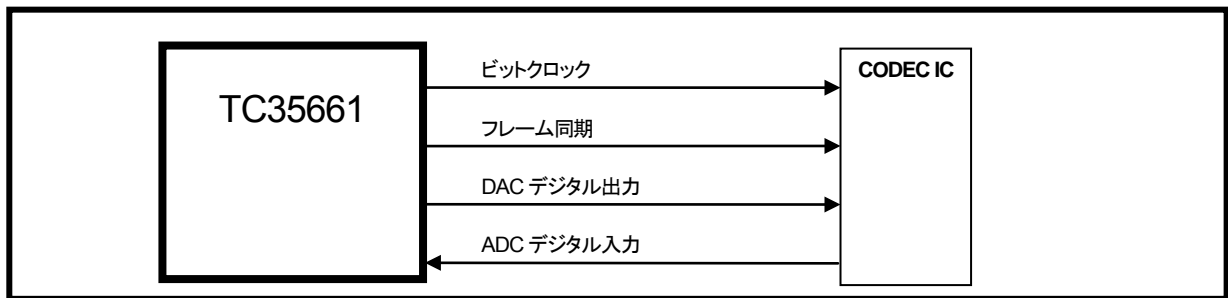 TC35661
ビットクロック
フレーム同期
DAC デジタル出力
ADC デジタル入力
CODEC IC